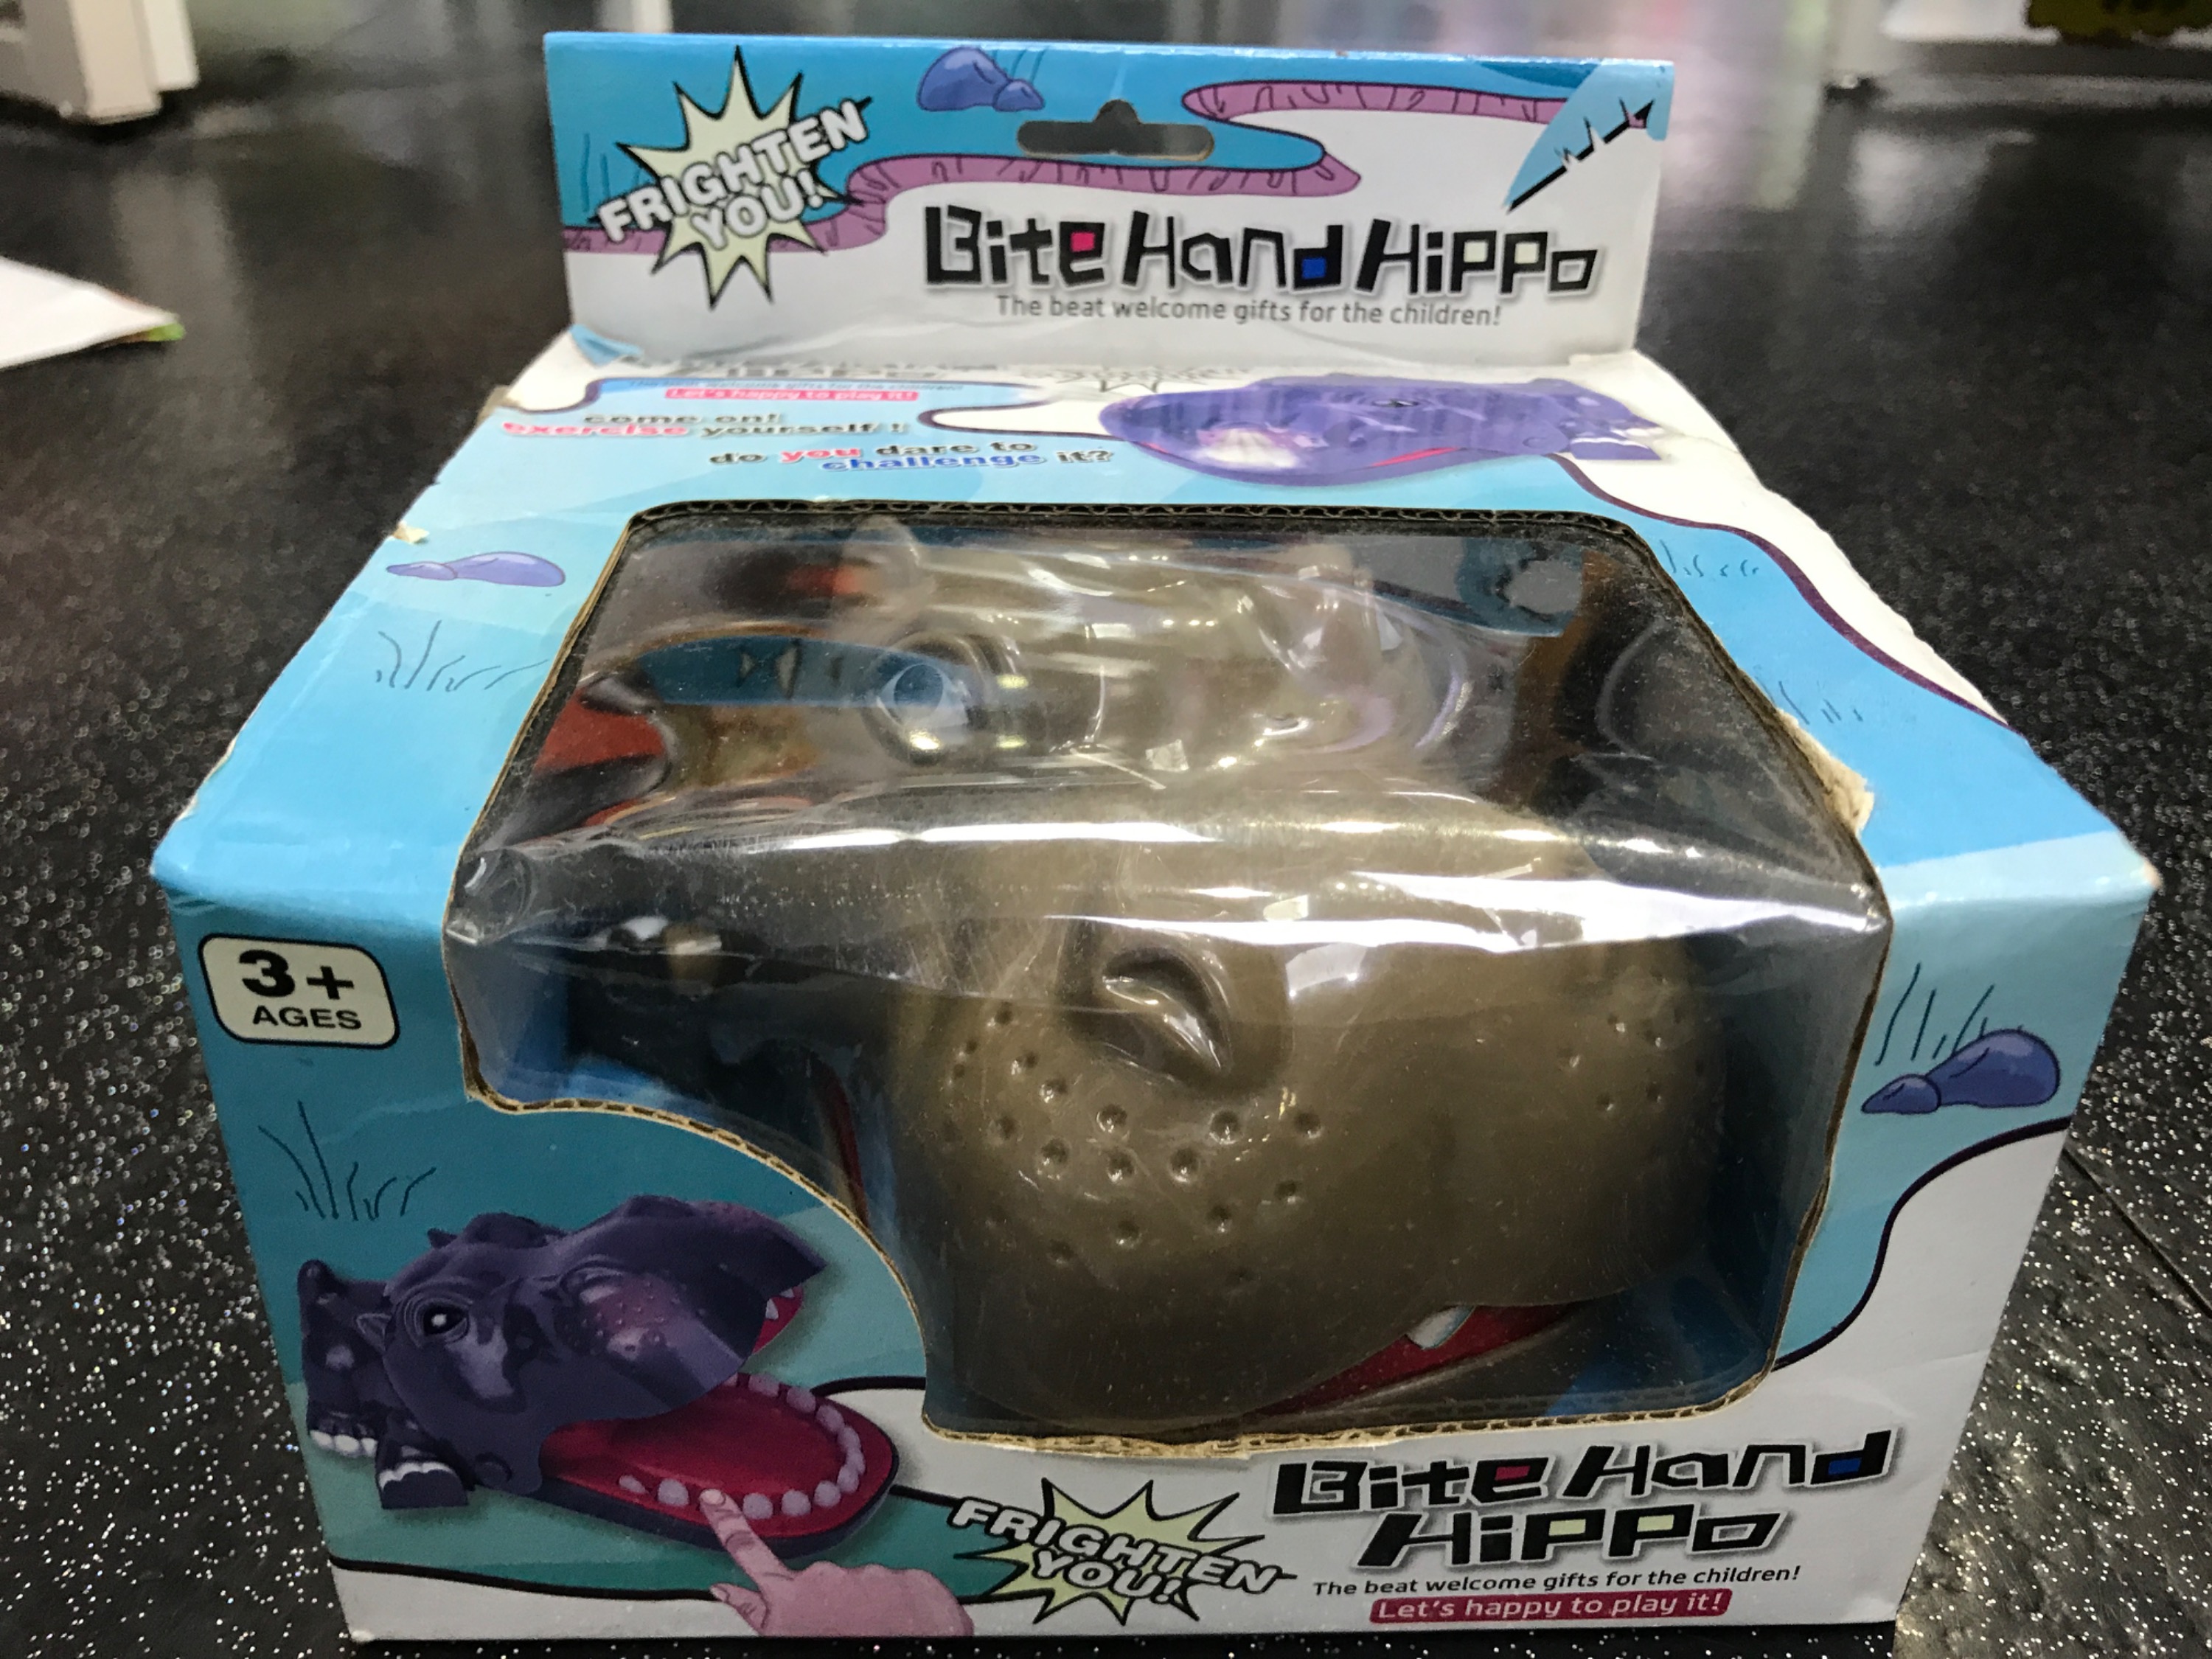 FRIGHTEN
YOU!
Bite Hand Hippo
The beat welcome gifts for the children!
Let's happy to play it!
come on!
exercise yourself!
do you dare to
challenge it?
3+
AGES
FRIGHTEN
YOU!
Bite Hand
Hippo
The beat welcome gifts for the children!
Let's happy to play it!